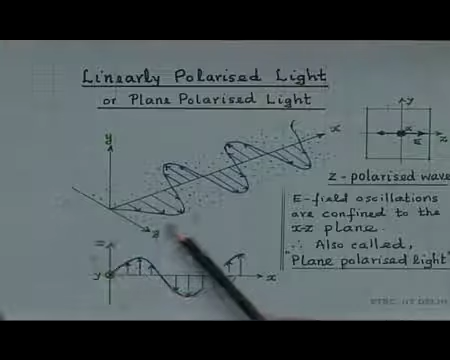 Linearly Polarised Light
or Plane Polarised Light
y
x
z
y
x
E
z
z-polarised wave
E-field oscillations
are confined to the
x-z plane.
∴ Also called,
"Plane polarised light"
z
y
x